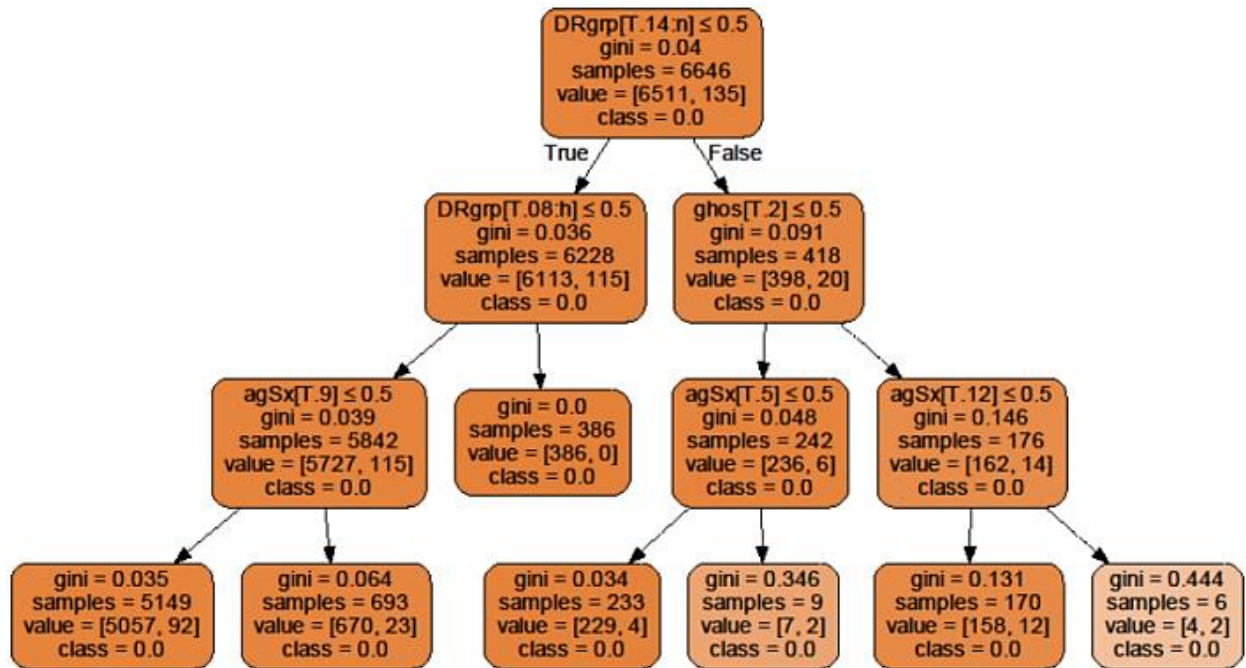 DRgrp[T.14:n] ≤ 0.5
gini = 0.04
samples = 6646
value = [6511, 135]
class = 0.0
True
False
DRgrp[T.08:h] ≤ 0.5
gini = 0.036
samples = 6228
value = [6113, 115]
class = 0.0
ghos[T.2] ≤ 0.5
gini = 0.091
samples = 418
value = [398, 20]
class = 0.0
agSx[T.9] ≤ 0.5
gini = 0.039
samples = 5842
value = [5727, 115]
class = 0.0
gini = 0.0
samples = 386
value = [386, 0]
class = 0.0
agSx[T.5] ≤ 0.5
gini = 0.048
samples = 242
value = [236, 6]
class = 0.0
agSx[T.12] ≤ 0.5
gini = 0.146
samples = 176
value = [162, 14]
class = 0.0
gini = 0.035
samples = 5149
value = [5057, 92]
class = 0.0
gini = 0.064
samples = 693
value = [670, 23]
class = 0.0
gini = 0.034
samples = 233
value = [229, 4]
class = 0.0
gini = 0.346
samples = 9
value = [7, 2]
class = 0.0
gini = 0.131
samples = 170
value = [158, 12]
class = 0.0
gini = 0.444
samples = 6
value = [4, 2]
class = 0.0